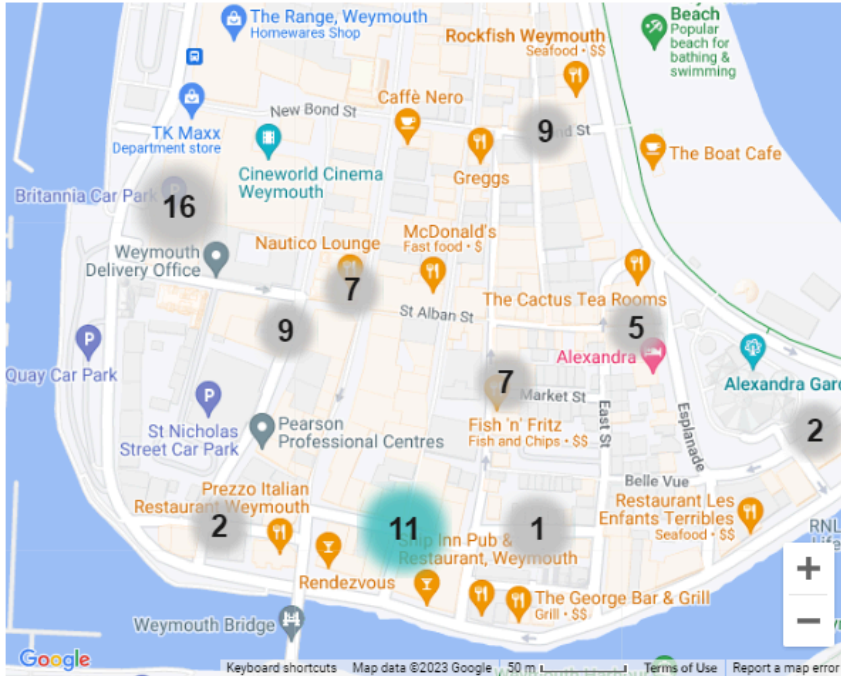 Beach
Popular
beach for
bathing &
swimming
The Range, Weymouth
Homewares Shop
Rockfish Weymouth
Seafood • $$
Caffè Nero
New Bond St
TK Maxx
Department store
9
nd St
Cineworld Cinema
Weymouth
Greggs
The Boat Cafe
Britannia Car Park
P
16
Nautico Lounge
McDonald's
Fast food • $
Weymouth
Delivery Office
7
The Cactus Tea Rooms
St Alban St
9
5
Quay Car Park
P
Alexandra
7
Market St
Alexandra Gar
P
St Nicholas
Street Car Park
Pearson
Professional Centres
Fish 'n' Fritz
Fish and Chips • $$
East St
Esplanade
2
Belle Vue
Prezzo Italian
Restaurant Weymouth
2
11
1
Restaurant Les
Enfants Terribles
Seafood • $$
RNL
Life
Ship Inn Pub &
Restaurant, Weymouth
Rendezvous
The George Bar & Grill
Grill • $$
Weymouth Bridge
+
−
Google
Keyboard shortcuts
Map data ©2023 Google
50 m
Terms of Use
Report a map error